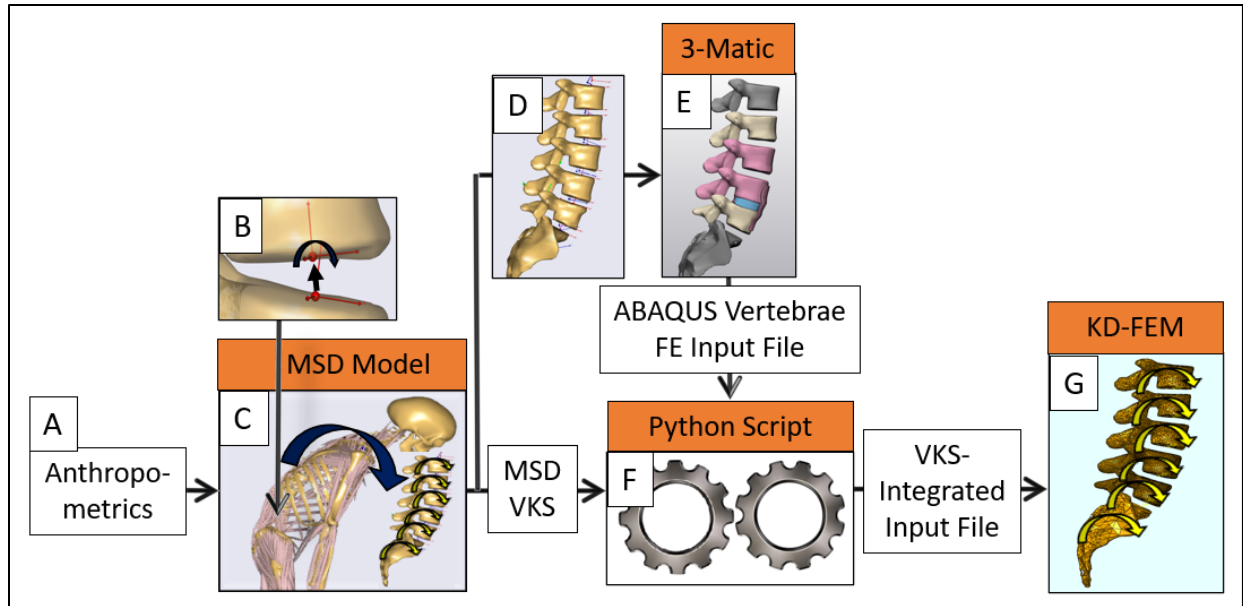 3-Matic
D
E
B
ABAQUS Vertebrae
FE Input File
KD-FEM
MSD Model
G
A
C
Python Script
Anthropo-
metrics
MSD
VKS
F
VKS-
Integrated
Input File